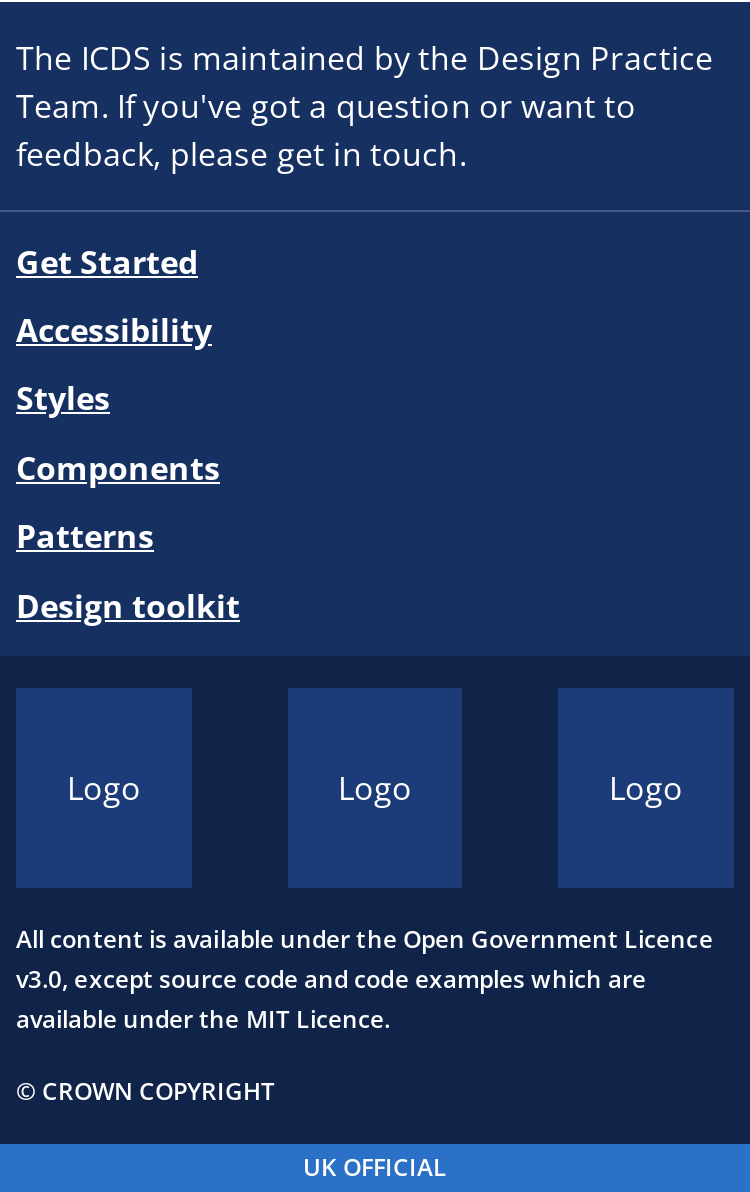 The ICDS is maintained by the Design Practice
Team. If you've got a question or want to
feedback, please get in touch.
Get Started
Accessibility
Styles
Components
Patterns
Design toolkit
Logo Logo Logo
All content is available under the Open Government Licence
v3.0, except source code and code examples which are
available under the MIT Licence.
© CROWN COPYRIGHT
UK OFFICIAL